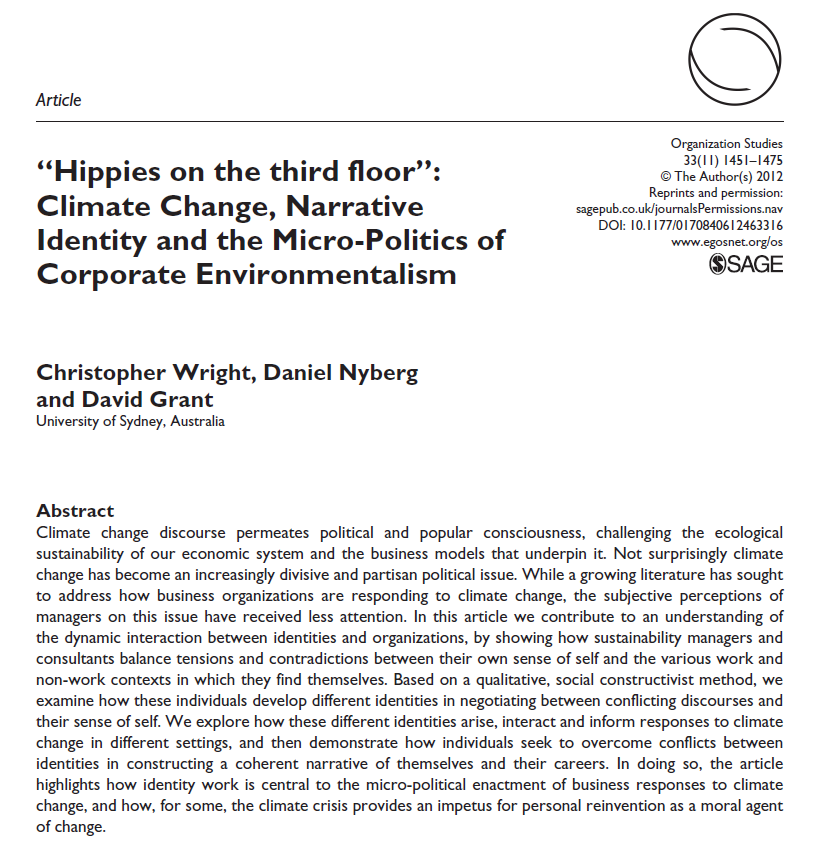 Article
Organization Studies
33(11) 1451–1475
© The Author(s) 2012
Reprints and permission:
sagepub.co.uk/journalsPermissions.nav
DOI: 10.1177/0170840612463316
www.egosnet.org/os
SAGE
“Hippies on the third floor”:
Climate Change, Narrative
Identity and the Micro-Politics of
Corporate Environmentalism
Christopher Wright, Daniel Nyberg
and David Grant
University of Sydney, Australia
Abstract
Climate change discourse permeates political and popular consciousness, challenging the ecological
sustainability of our economic system and the business models that underpin it. Not surprisingly climate
change has become an increasingly divisive and partisan political issue. While a growing literature has sought
to address how business organizations are responding to climate change, the subjective perceptions of
managers on this issue have received less attention. In this article we contribute to an understanding of
the dynamic interaction between identities and organizations, by showing how sustainability managers and
consultants balance tensions and contradictions between their own sense of self and the various work and
non-work contexts in which they find themselves. Based on a qualitative, social constructivist method, we
examine how these individuals develop different identities in negotiating between conflicting discourses and
their sense of self. We explore how these different identities arise, interact and inform responses to climate
change in different settings, and then demonstrate how individuals seek to overcome conflicts between
identities in constructing a coherent narrative of themselves and their careers. In doing so, the article
highlights how identity work is central to the micro-political enactment of business responses to climate
change, and how, for some, the climate crisis provides an impetus for personal reinvention as a moral agent
of change.